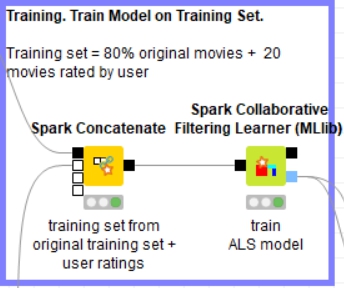 Training. Train Model on Training Set.
Training set = 80% original movies + 20
movies rated by user
Spark Collaborative
Spark Concatenate Filtering Learner (MLlib)
training set from
original training set +
user ratings
train
ALS model